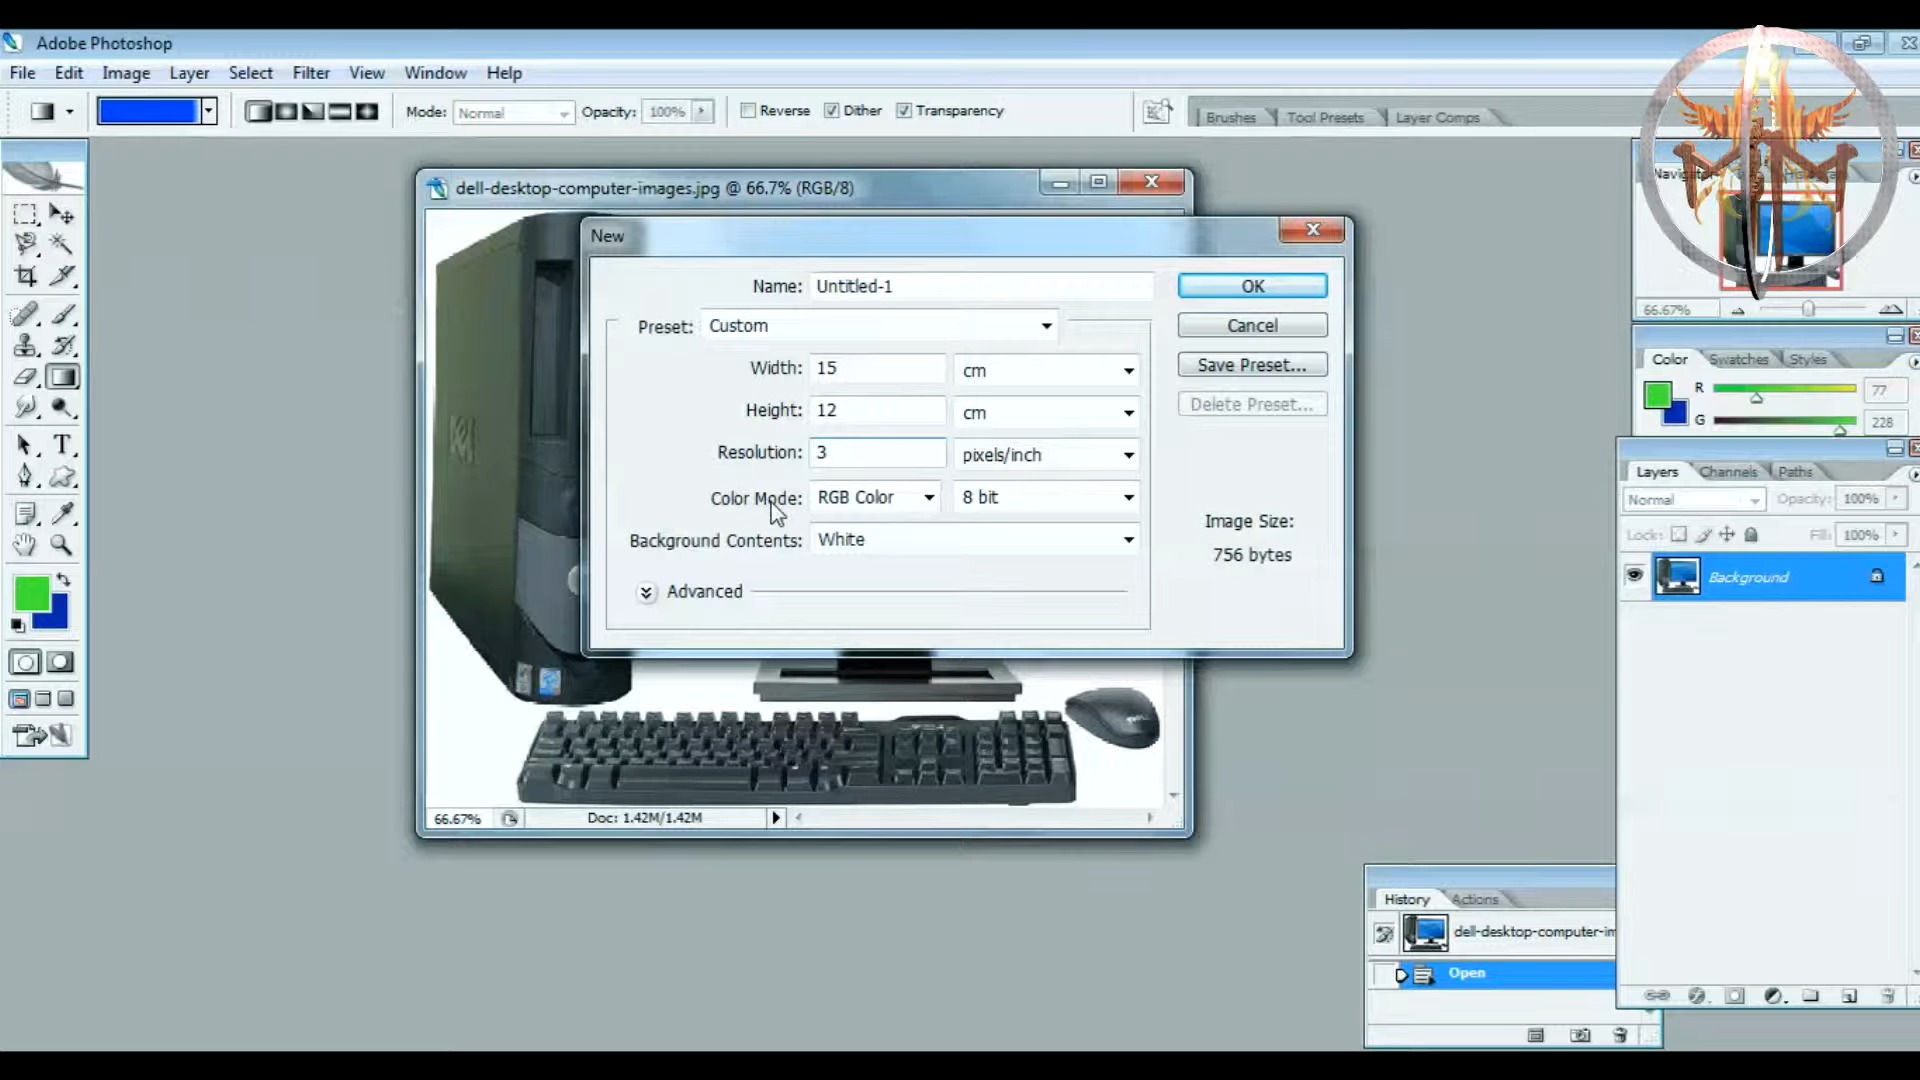 Adobe Photoshop
File Edit Image Layer Select Filter View Window Help
Mode: Normal Opacity: 100% Reverse Dither Transparency
Brushes Tool Presets Layer Comps
dell-desktop-computer-images.jpg @ 66.7% (RGB/8)
New
Name: Untitled-1
OK
Preset: Custom
Cancel
Width: 15 cm
Save Preset...
Height: 12 cm
Delete Preset...
Resolution: 3 pixels/inch
Color Mode: RGB Color 8 bit
Image Size:
Background Contents: White
756 bytes
Advanced
66.67% Doc: 1.42M/1.42M
Navigator
66.67%
Color Swatches Styles
R 77
G 228
Layers Channels Paths
Normal Opacity: 100%
Lock: Fill: 100%
Background
History Actions
dell-desktop-computer-im
Open